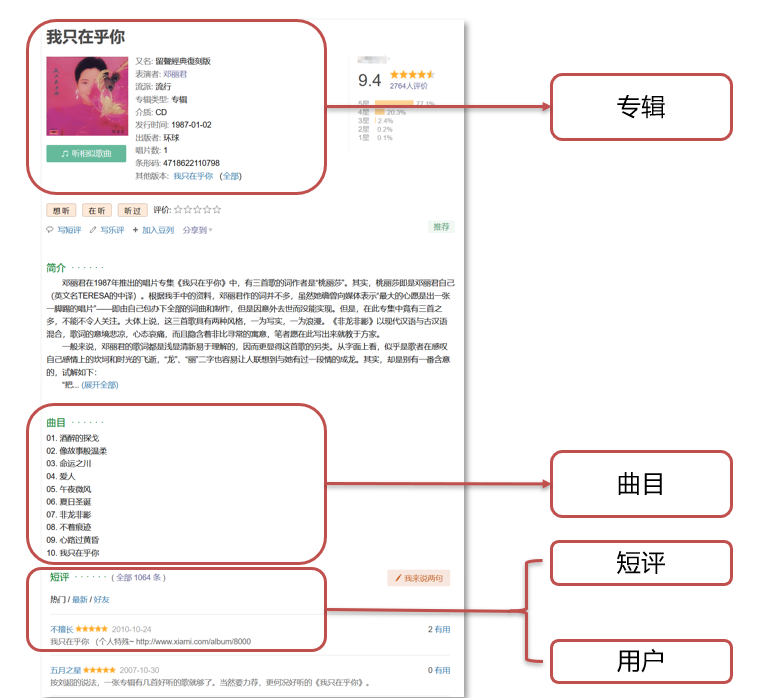 我只在乎你
又名: 留聲經典復刻版
表演者: 邓丽君
流派: 流行
专辑类型: 专辑
介质: CD
发行时间: 1987-01-02
出版者: 环球
唱片数: 1
条形码: 4718622110798
其他版本: 我只在乎你 (全部)
听相似歌曲
9.4
2764人评价
5星 77.1%
4星 20.3%
3星 2.4%
2星 0.2%
1星 0.1%
专辑
想听 在听 听过 评价:
写短评 写乐评 + 加入豆列 分享到
推荐
简介 · · · · · ·
邓丽君在1987年推出的唱片专集《我只在乎你》中，有三首歌的词作者是“桃丽莎”。其实，桃丽莎即是邓丽君自己
（英文名TERESA的中译）。根据我手中的资料，邓丽君作的词并不多，虽然她确曾向媒体表示“最大的心愿是出一张
一脚踢的唱片”——即由自己包办下全部的词曲和制作，但是因意外去世而没能实现。但是，在此专集中竟有三首之
多，不能不令人关注。大体上说，这三首歌具有两种风格，一为写实，一为浪漫。《非龙非彲》以现代汉语与古汉语
混合，歌词的意境悲凉，心态哀痛，而且隐含着非比寻常的寓意，笔者愿在此写出来就教于方家。
一般来说，邓丽君的歌词都是浅显清新易于理解的，因而更显得这首歌的另类。从字面上看，似乎是歌者在感叹
自己感情上的坎坷和时光的飞逝，“龙”、“丽”二字也容易让人联想到与她有过一段情的成龙。其实，却是别有一番含意
的，试解如下：
“把... (展开全部)
曲目 · · · · · ·
01. 酒醉的探戈
02. 像故事般温柔
03. 命运之川
04. 爱人
05. 午夜微风
06. 夏日圣诞
07. 非龙非彲
08. 不着痕迹
09. 心路过黄昏
10. 我只在乎你
曲目
短评 · · · · · · ( 全部 1064 条 )
我来说两句
热门 / 最新 / 好友
不擅长 2010-10-24
2 有用
我只在乎你 （个人特殊~ http://www.xiami.com/album/8000
五月之星 2007-10-30
0 有用
按刘超的说法，一张专辑有几首好听的歌就够了。当然要力荐，更何况好听的《我只在乎你》。
短评
用户